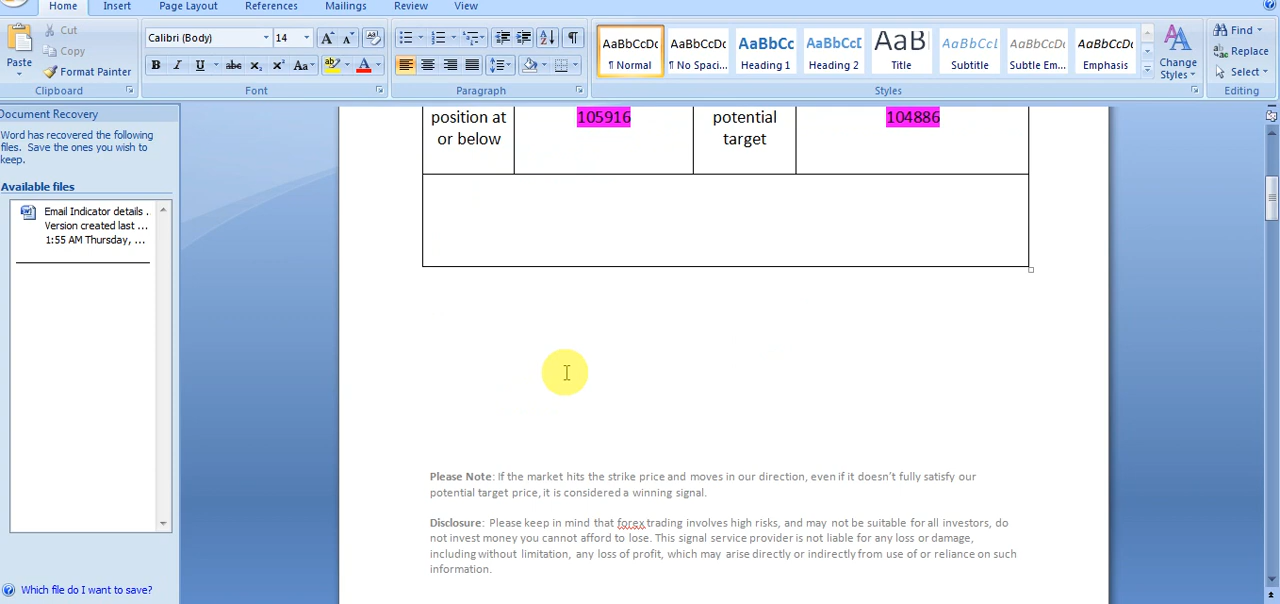 Home Insert Page Layout References Mailings Review View
Cut
Copy
Paste
Format Painter
Clipboard
Calibri (Body) 14
B I U abc x₂ x² Aa ab A
Font
Paragraph
AaBbCcDc AaBbCcDc AaBbCc AaBbCcD AaB AaBbCcL AaBbCcDc AaBbCcDc
¶ Normal ¶ No Spaci... Heading 1 Heading 2 Title Subtitle Subtle Em... Emphasis
Change
Styles
Styles
Find
Replace
Select
Editing
Document Recovery
Word has recovered the following
files. Save the ones you wish to
keep.
Available files
Email Indicator details .
Version created last ...
1:55 AM Thursday, ...
Which file do I want to save?
position at
or below
105916
potential
target
104886
Please Note: If the market hits the strike price and moves in our direction, even if it doesn’t fully satisfy our
potential target price, it is considered a winning signal.
Disclosure: Please keep in mind that forex trading involves high risks, and may not be suitable for all investors, do
not invest money you cannot afford to lose. This signal service provider is not liable for any loss or damage,
including without limitation, any loss of profit, which may arise directly or indirectly from use of or reliance on such
information.